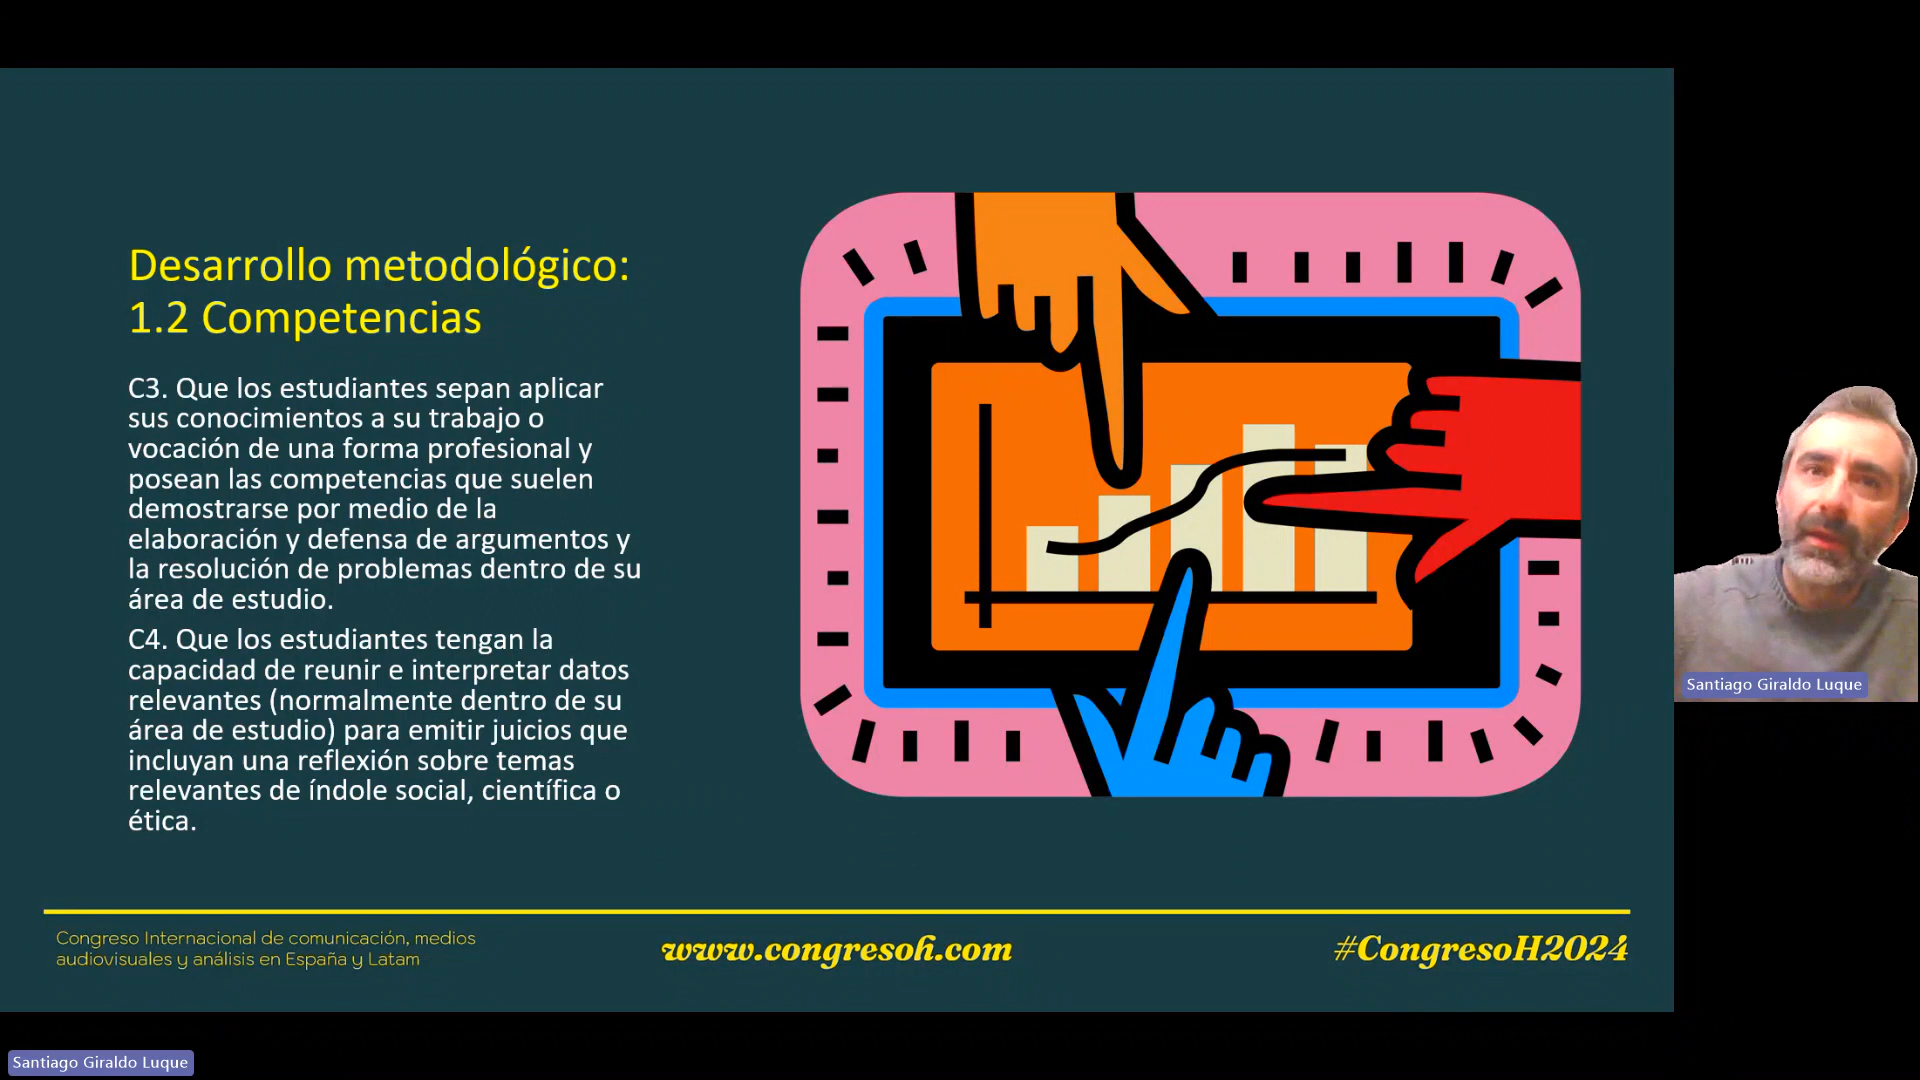 Desarrollo metodológico:
1.2 Competencias
C3. Que los estudiantes sepan aplicar
sus conocimientos a su trabajo o
vocación de una forma profesional y
posean las competencias que suelen
demostrarse por medio de la
elaboración y defensa de argumentos y
la resolución de problemas dentro de su
área de estudio.
C4. Que los estudiantes tengan la
capacidad de reunir e interpretar datos
relevantes (normalmente dentro de su
área de estudio) para emitir juicios que
incluyan una reflexión sobre temas
relevantes de índole social, científica o
ética.
Congreso Internacional de comunicación, medios
audiovisuales y análisis en España y Latam
www.congresoh.com
#CongresoH2024
Santiago Giraldo Luque
Santiago Giraldo Luque